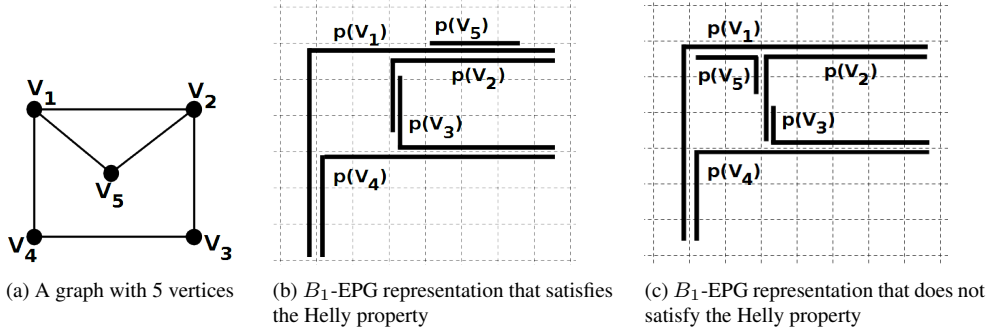 V1
V2
V5
V4
V3
p(V1)
p(V5)
p(V2)
p(V3)
p(V4)
p(V1)
p(V5)
p(V2)
p(V3)
p(V4)
(a) A graph with 5 vertices
(b) B1-EPG representation that satisfies
the Helly property
(c) B1-EPG representation that does not
satisfy the Helly property